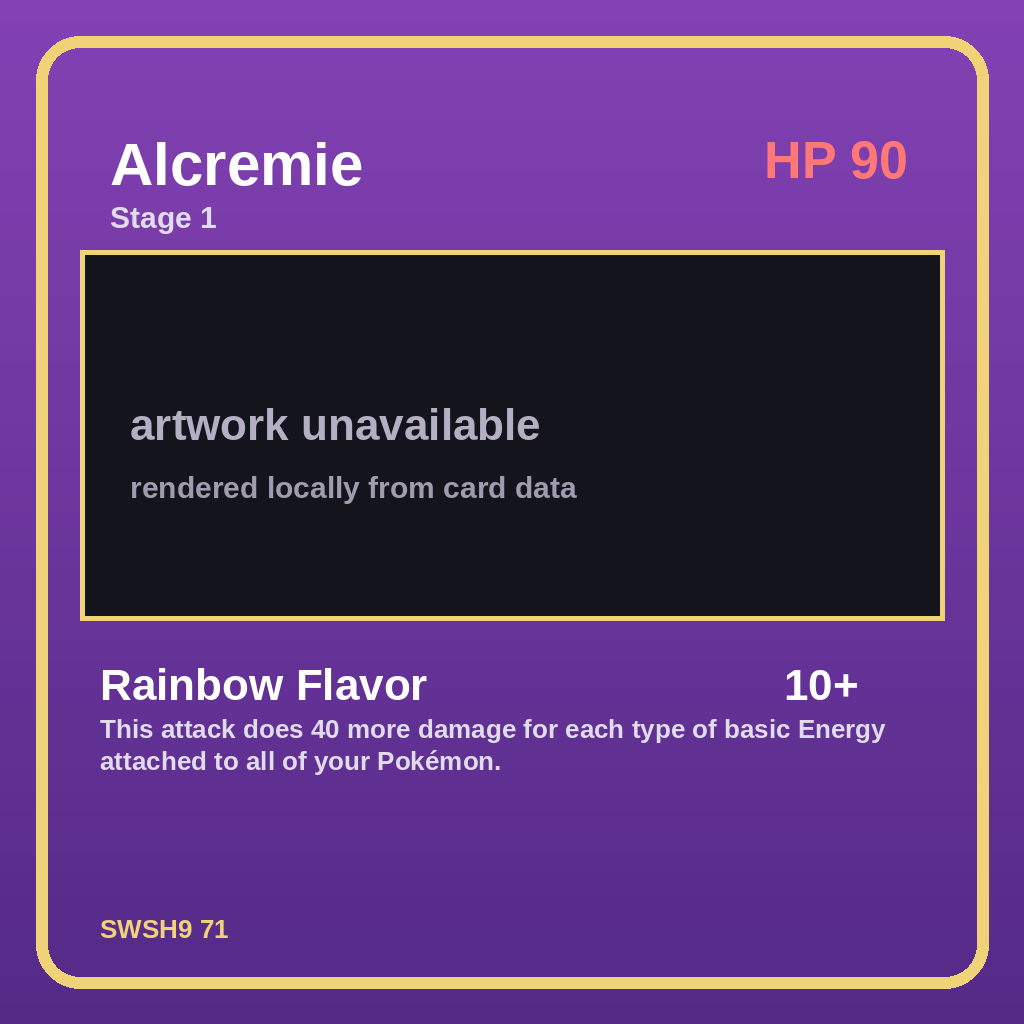 Alcremie
HP 90
Stage 1
artwork unavailable
rendered locally from card data
Rainbow Flavor
10+
This attack does 40 more damage for each type of basic Energy
attached to all of your Pokémon.
SWSH9 71